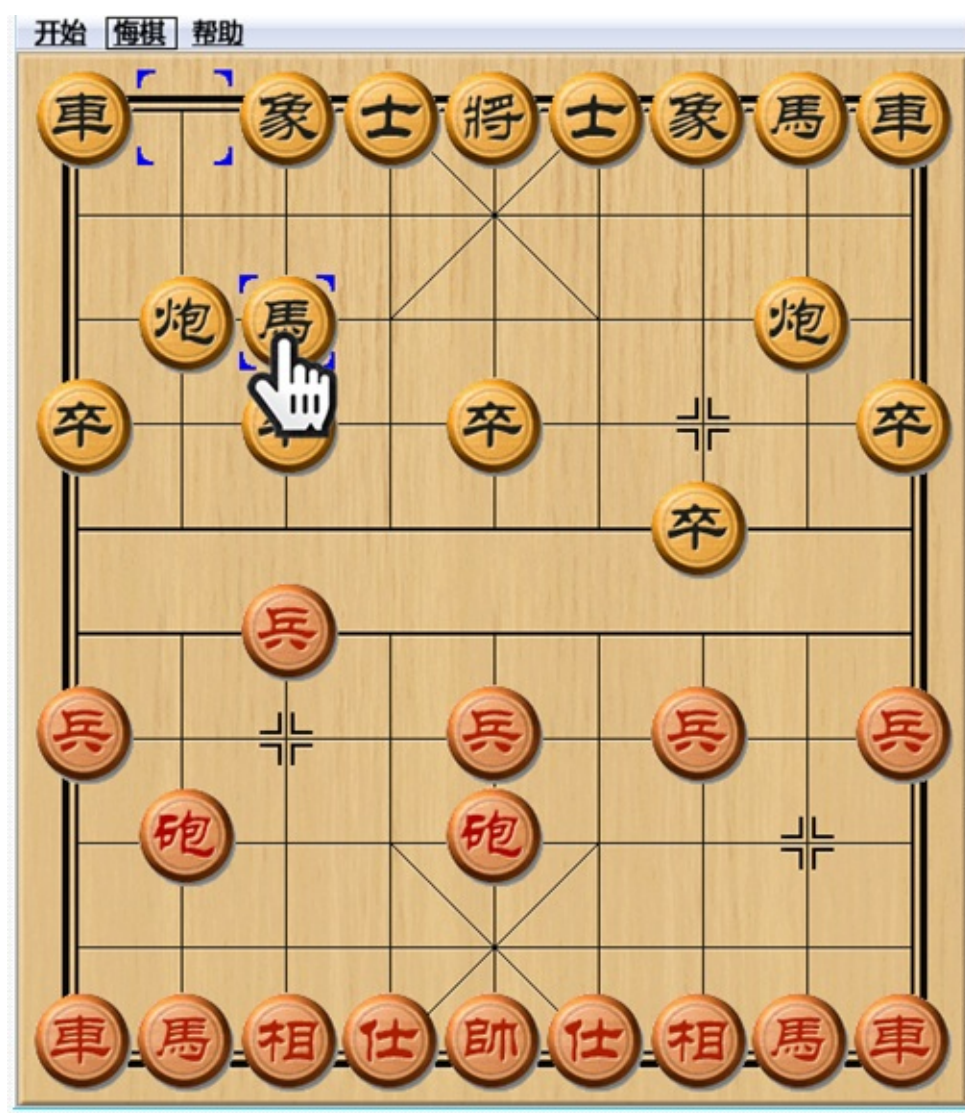 开始 悔棋 帮助
車 象 士 將 士 象 馬 車
炮 馬 炮
卒 卒 卒 卒
卒
兵
兵 兵 兵 兵
砲 砲
車 馬 相 仕 帥 仕 相 馬 車